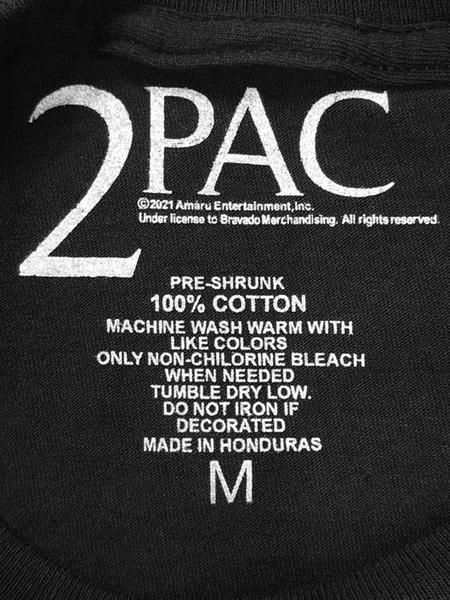 2PAC
©2021 Amaru Entertainment,Inc.
Under license to Bravado Merchandising. All rights reserved.
PRE-SHRUNK
100% COTTON
MACHINE WASH WARM WITH
LIKE COLORS
ONLY NON-CHILORINE BLEACH
WHEN NEEDED
TUMBLE DRY LOW.
DO NOT IRON IF
DECORATED
MADE IN HONDURAS
M